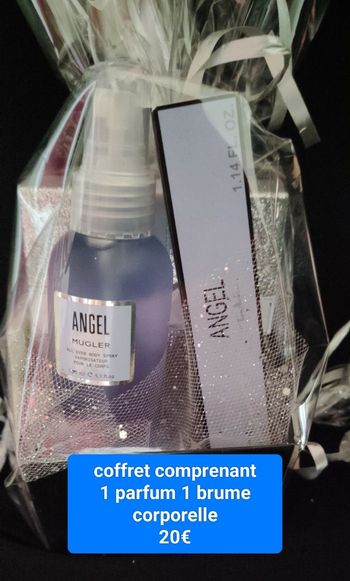 1.14 FL. OZ.
ANGEL
ANGEL
MUGLER
ALL OVER BODY SPRAY
VAPORISATEUR
POUR LE CORPS
coffret comprenant
1 parfum 1 brume
corporelle
20€